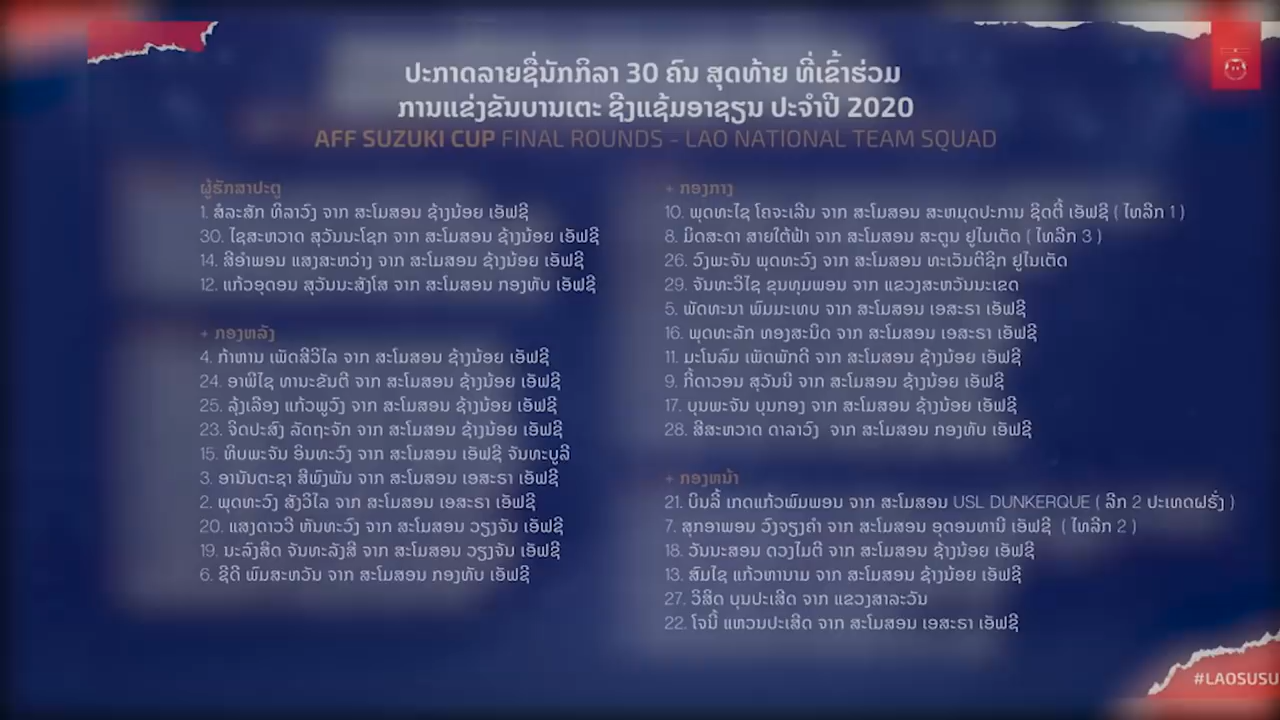 ປະກາດລາຍຊື່ນັກກິລາ 30 ຄົນ ສຸດທ້າຍ ທີ່ເຂົ້າຮ່ວມ
ການແຂ່ງຂັນບານເຕະ ຊີງແຊ້ມອາຊຽນ ປະຈຳປີ 2020
AFF SUZUKI CUP FINAL ROUNDS - LAO NATIONAL TEAM SQUAD
ຜູ້ຮັກສາປະຕູ
1. ສໍລະສັກ ທິລາວົງ ຈາກ ສະໂມສອນ ຊ້າງນ້ອຍ ເອັຟຊີ
30. ໄຊສະຫວາດ ສຸວັນນະໂຊກ ຈາກ ສະໂມສອນ ຊ້າງນ້ອຍ ເອັຟຊີ
14. ສີອຳພອນ ແສງສະຫວ່າງ ຈາກ ສະໂມສອນ ຊ້າງນ້ອຍ ເອັຟຊີ
12. ແກ້ວອຸດອນ ສຸວັນນະສັງໂສ ຈາກ ສະໂມສອນ ກອງທັບ ເອັຟຊີ
+ ກອງຫລັງ
4. ກ້າຫານ ເພັດສີວິໄລ ຈາກ ສະໂມສອນ ຊ້າງນ້ອຍ ເອັຟຊີ
24. ອາພີໄຊ ທານະຂັນຕີ ຈາກ ສະໂມສອນ ຊ້າງນ້ອຍ ເອັຟຊີ
25. ລຸ້ງເລືອງ ແກ້ວພູວົງ ຈາກ ສະໂມສອນ ຊ້າງນ້ອຍ ເອັຟຊີ
23. ຈິດປະສົງ ລັດຖະຈັກ ຈາກ ສະໂມສອນ ຊ້າງນ້ອຍ ເອັຟຊີ
15. ທິບພະຈັນ ອິນທະວົງ ຈາກ ສະໂມສອນ ເອັຟຊີ ຈັນທະບູລີ
3. ອານັນຕະຊາ ສີພົງພັນ ຈາກ ສະໂມສອນ ເອສະຣາ ເອັຟຊີ
2. ພຸດທະວົງ ສັງວິໄລ ຈາກ ສະໂມສອນ ເອສະຣາ ເອັຟຊີ
20. ແສງດາວວີ ຫັນທະວົງ ຈາກ ສະໂມສອນ ວຽງຈັນ ເອັຟຊີ
19. ນະລົງສິດ ຈັນທະລັງສີ ຈາກ ສະໂມສອນ ວຽງຈັນ ເອັຟຊີ
6. ຊີດີ ພົມສະຫວັນ ຈາກ ສະໂມສອນ ກອງທັບ ເອັຟຊີ
+ ກອງກາງ
10. ພຸດທະໄຊ ໂຄຈະເລີນ ຈາກ ສະໂມສອນ ສະຫມຸດປະການ ຊິດຕີ້ ເອັຟຊີ ( ໄທລີກ 1 )
8. ມິດສະດາ ສາຍໃຕ້ຟ້າ ຈາກ ສະໂມສອນ ສະຕູນ ຢູໄນເຕັດ ( ໄທລີກ 3 )
26. ວົງພະຈັນ ພຸດທະວົງ ຈາກ ສະໂມສອນ ທະເວັນຕີຊິກ ຢູໄນເຕັດ
29. ຈັນທະວິໄຊ ຂຸນທຸມພອນ ຈາກ ແຂວງສະຫວັນນະເຂດ
5. ພັດທະນາ ພົມມະເທບ ຈາກ ສະໂມສອນ ເອສະຣາ ເອັຟຊີ
16. ພຸດທະລັກ ທອງສະນິດ ຈາກ ສະໂມສອນ ເອສະຣາ ເອັຟຊີ
11. ມະໂນລົມ ເພັດພັກດີ ຈາກ ສະໂມສອນ ຊ້າງນ້ອຍ ເອັຟຊີ
9. ກີ້ດາວອນ ສຸວັນນີ ຈາກ ສະໂມສອນ ຊ້າງນ້ອຍ ເອັຟຊີ
17. ບຸນພະຈັນ ບຸນກອງ ຈາກ ສະໂມສອນ ຊ້າງນ້ອຍ ເອັຟຊີ
28. ສີສະຫວາດ ດາລາວົງ ຈາກ ສະໂມສອນ ກອງທັບ ເອັຟຊີ
+ ກອງຫນ້າ
21. ບິນລີ້ ເກດແກ້ວພົມພອນ ຈາກ ສະໂມສອນ USL DUNKERQUE ( ລີກ 2 ປະເທດຝຣັ່ງ )
7. ສຸກອາພອນ ວົງຈຽງຄຳ ຈາກ ສະໂມສອນ ອຸດອນທານີ ເອັຟຊີ ( ໄທລີກ 2 )
18. ວັນນະສອນ ດວງໄມຕີ ຈາກ ສະໂມສອນ ຊ້າງນ້ອຍ ເອັຟຊີ
13. ສົມໄຊ ແກ້ວຫານາມ ຈາກ ສະໂມສອນ ຊ້າງນ້ອຍ ເອັຟຊີ
27. ວິສິດ ບຸນປະເສີດ ຈາກ ແຂວງສາລະວັນ
22. ໂຈນີ້ ແຫວນປະເສີດ ຈາກ ສະໂມສອນ ເອສະຣາ ເອັຟຊີ
#LAOSUSU